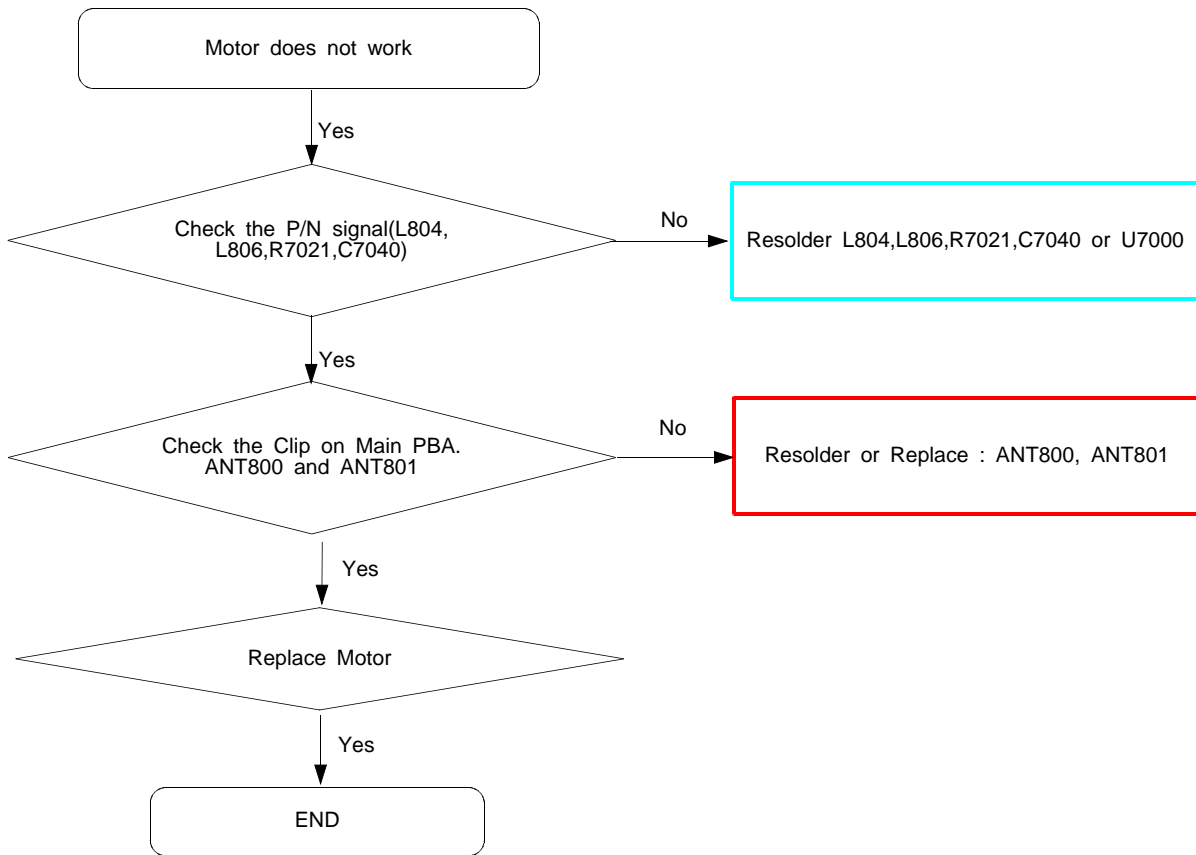 Motor does not work
Yes
Check the P/N signal(L804,
L806,R7021,C7040)
No
Resolder L804,L806,R7021,C7040 or U7000
Yes
Check the Clip on Main PBA.
ANT800 and ANT801
No
Resolder or Replace : ANT800, ANT801
Yes
Replace Motor
Yes
END